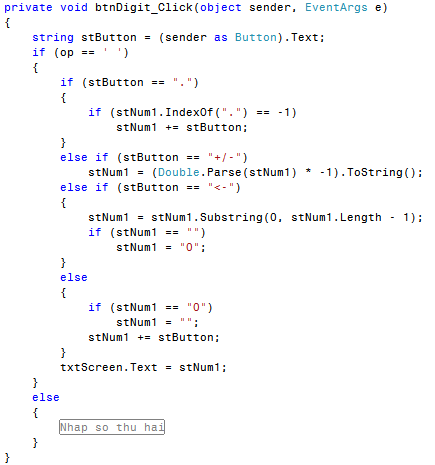 private void btnDigit_Click(object sender, EventArgs e)
{
    string stButton = (sender as Button).Text;
    if (op == ' ')
    {
        if (stButton == ".")
        {
            if (stNum1.IndexOf(".") == -1)
                stNum1 += stButton;
        }
        else if (stButton == "+/-")
                stNum1 = (Double.Parse(stNum1) * -1).ToString();
        else if (stButton == "<-")
        {
            stNum1 = stNum1.Substring(0, stNum1.Length - 1);
            if (stNum1 == "")
                stNum1 = "0";
        }
        else
        {
            if (stNum1 == "0")
                stNum1 = "";
            stNum1 += stButton;
        }
        txtScreen.Text = stNum1;
    }
    else
    {
        Nhap so thu hai
    }
}